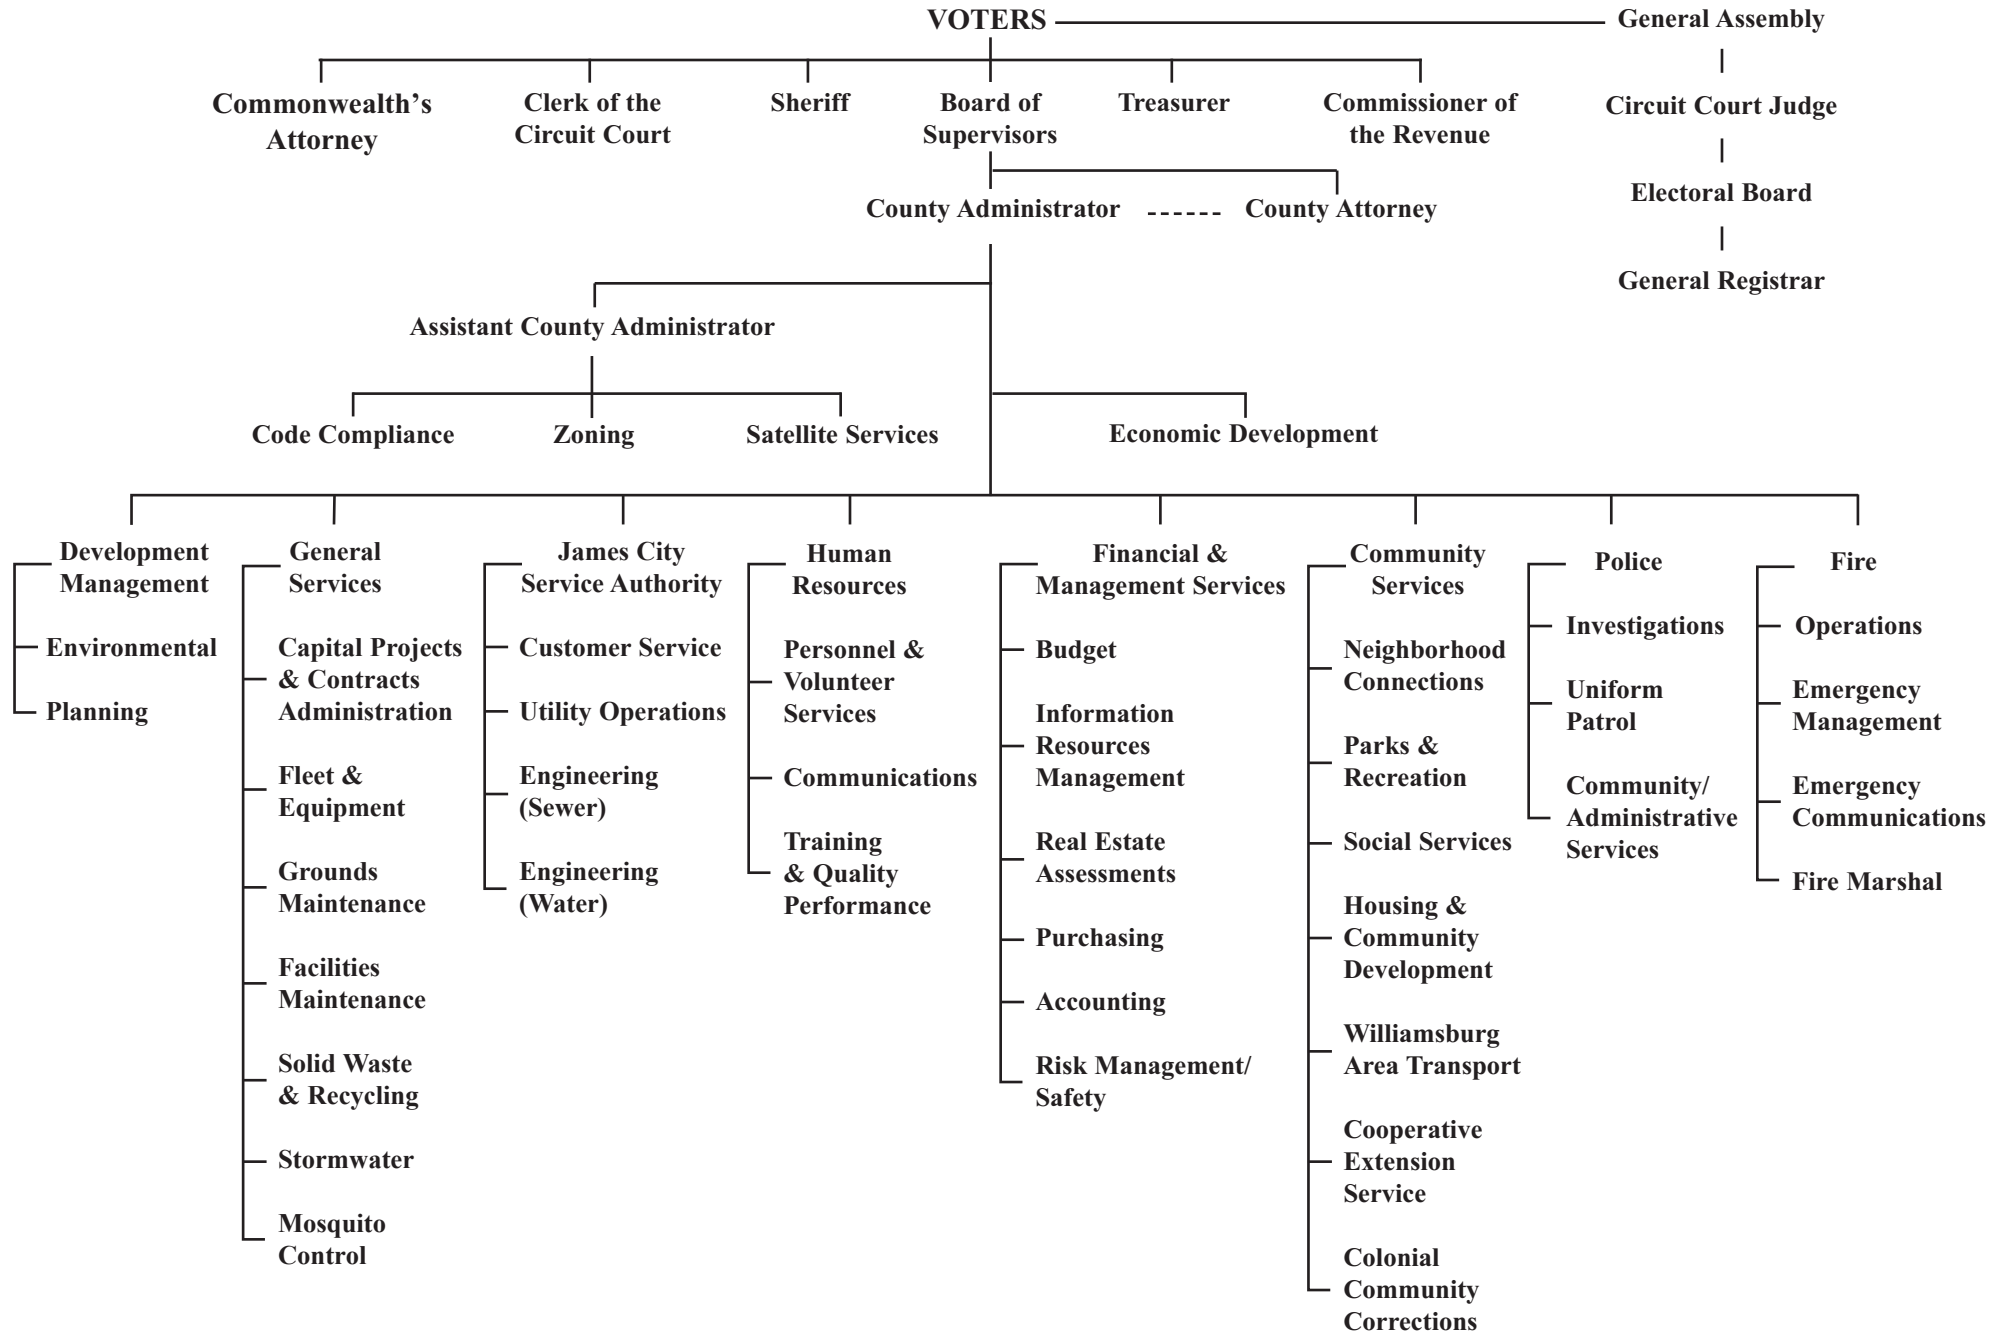 VOTERS
General Assembly
Commonwealth's
Attorney
Clerk of the
Circuit Court
Sheriff
Board of
Supervisors
Treasurer
Commissioner of
the Revenue
Circuit Court Judge
Electoral Board
General Registrar
County Administrator
County Attorney
Assistant County Administrator
Code Compliance
Zoning
Satellite Services
Economic Development
Development
Management
Environmental
Planning
General
Services
Capital Projects
& Contracts
Administration
Fleet &
Equipment
Grounds
Maintenance
Facilities
Maintenance
Solid Waste
& Recycling
Stormwater
Mosquito
Control
James City
Service Authority
Customer Service
Utility Operations
Engineering
(Sewer)
Engineering
(Water)
Human
Resources
Personnel &
Volunteer
Services
Communications
Training
& Quality
Performance
Financial &
Management Services
Budget
Information
Resources
Management
Real Estate
Assessments
Purchasing
Accounting
Risk Management/
Safety
Community
Services
Neighborhood
Connections
Parks &
Recreation
Social Services
Housing &
Community
Development
Williamsburg
Area Transport
Cooperative
Extension
Service
Colonial
Community
Corrections
Police
Investigations
Uniform
Patrol
Community/
Administrative
Services
Fire
Operations
Emergency
Management
Emergency
Communications
Fire Marshal